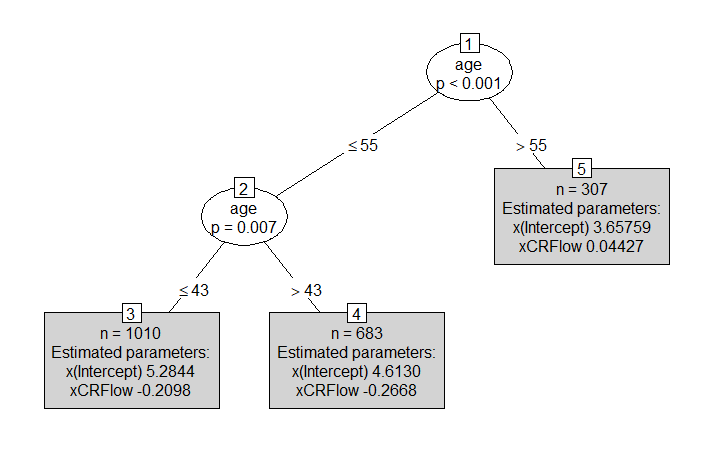 1
age
p < 0.001
≤ 55
> 55
2
age
p = 0.007
5
n = 307
Estimated parameters:
x(Intercept) 3.65759
xCRFlow 0.04427
≤ 43
> 43
3
n = 1010
Estimated parameters:
x(Intercept) 5.2844
xCRFlow -0.2098
4
n = 683
Estimated parameters:
x(Intercept) 4.6130
xCRFlow -0.2668